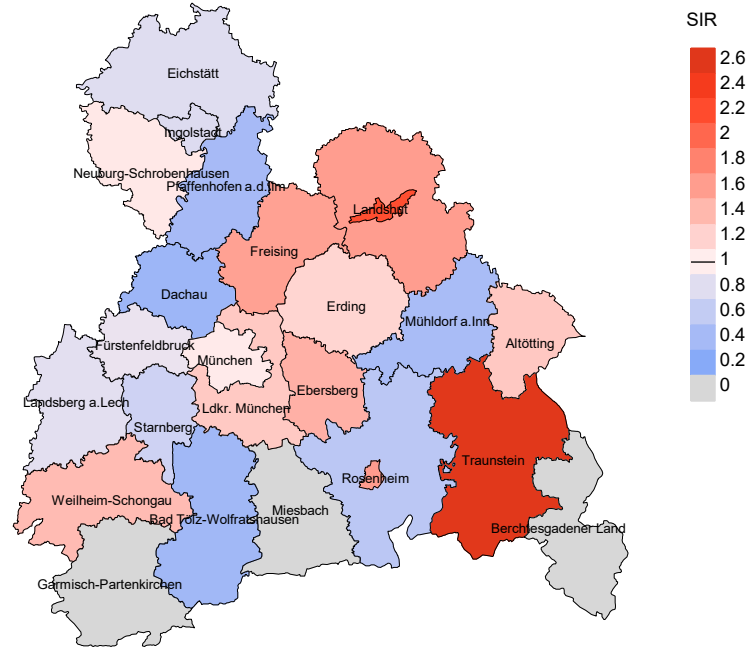 SIR
2.6
2.4
2.2
2
1.8
1.6
1.4
1.2
1
0.8
0.6
0.4
0.2
0
Eichstätt
Ingolstadt
Neuburg-Schrobenhausen
Pfaffenhofen a.d.Ilm
Landshut
Freising
Dachau
Erding
Mühldorf a.Inn
Altötting
Fürstenfeldbruck
München
Ebersberg
Landsberg a.Lech
Ldkr. München
Starnberg
Traunstein
Rosenheim
Weilheim-Schongau
Miesbach
Bad Tölz-Wolfratshausen
Berchtesgadener Land
Garmisch-Partenkirchen